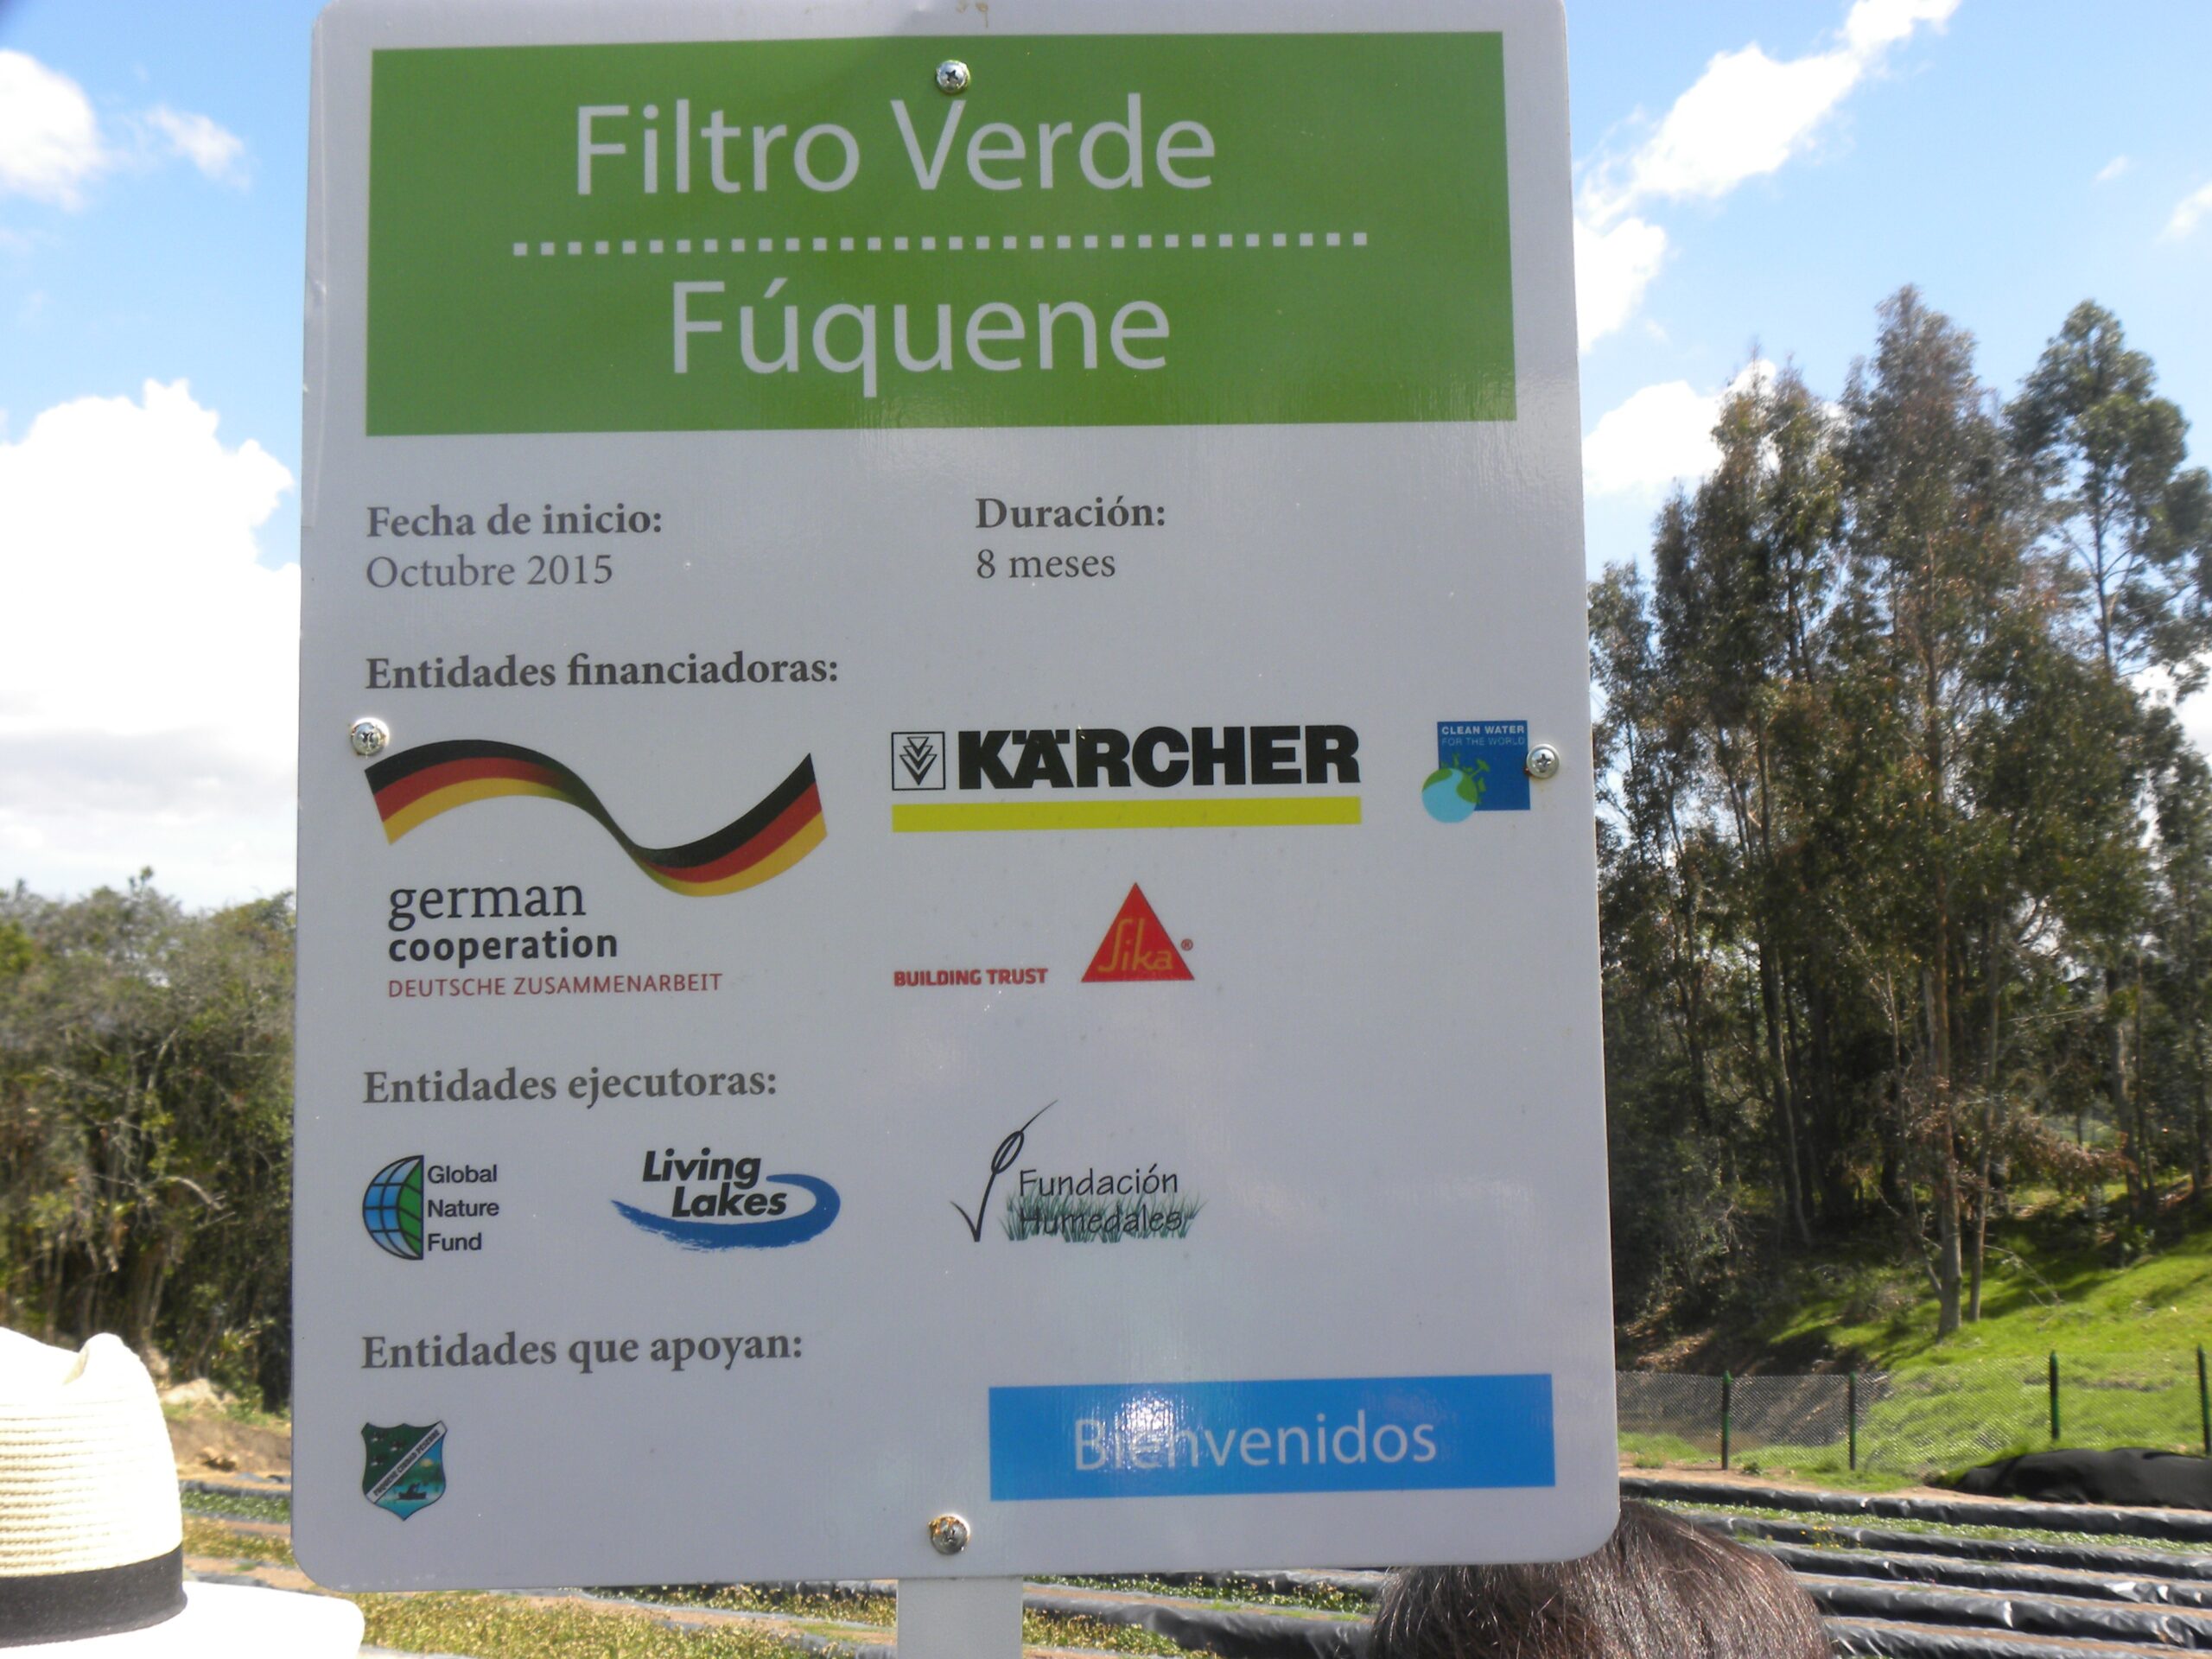 Filtro Verde
Fúquene
Fecha de inicio:
Octubre 2015
Duración:
8 meses
Entidades financiadoras:
german
cooperation
DEUTSCHE ZUSAMMENARBEIT
KÄRCHER
CLEAN WATER
FOR THE WORLD
BUILDING TRUST
Sika®
Entidades ejecutoras:
Global
Nature
Fund
Living
Lakes
Fundación
Humedales
Entidades que apoyan:
Bienvenidos